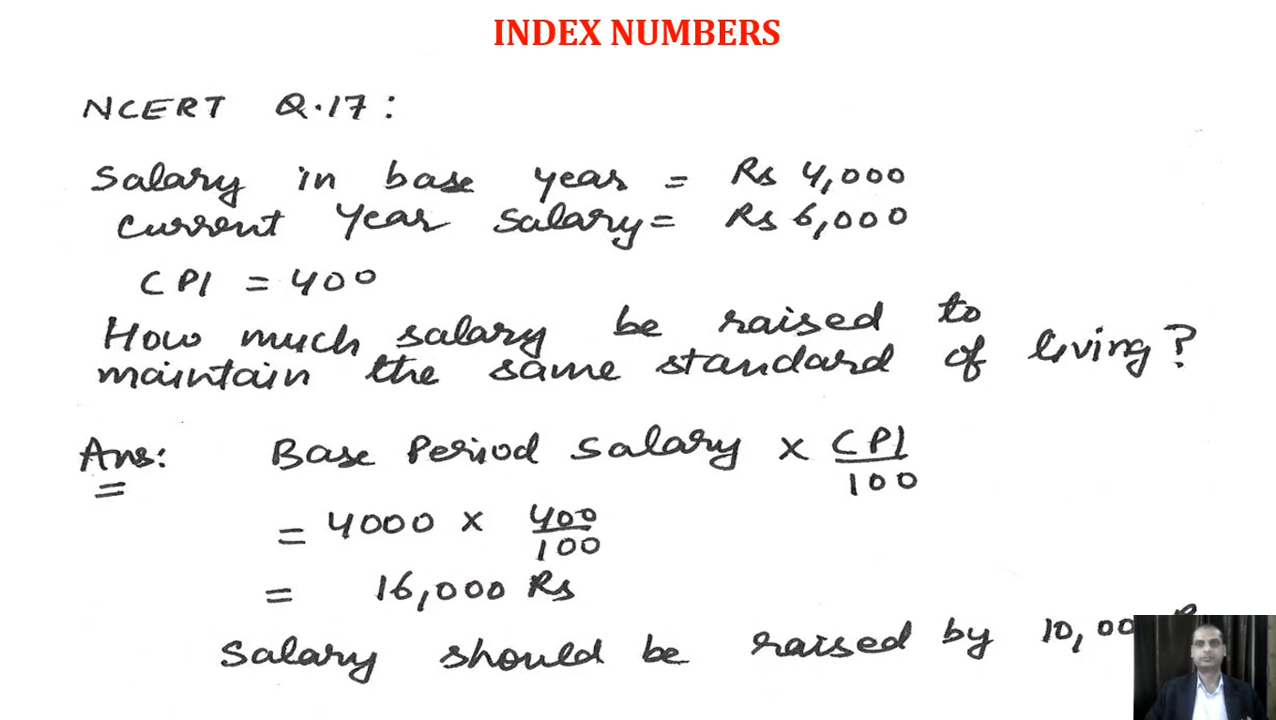 INDEX NUMBERS
NCERT Q.17:
Salary in base year = Rs 4,000
Current Year Salary = Rs 6,000
CPI = 400
How much salary be raised to
maintain the same standard of living?
Ans: Base Period Salary × CPI/100
= 4000 × 400/100
= 16,000 Rs
Salary should be raised by